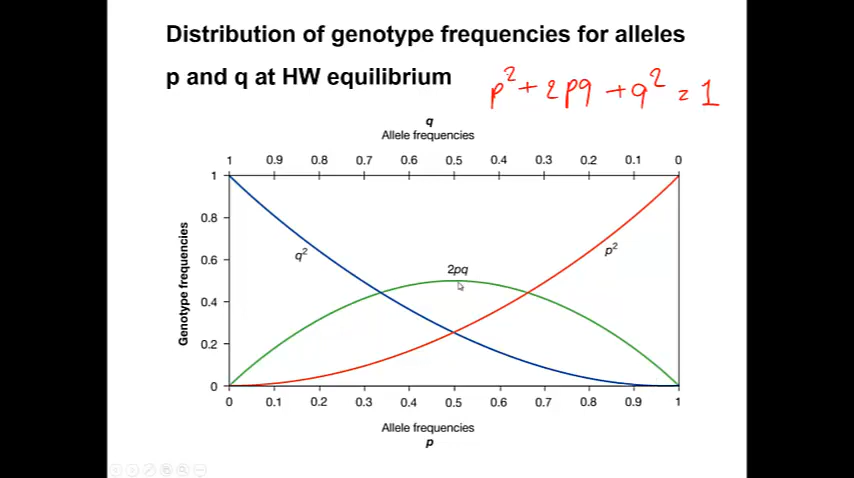 Distribution of genotype frequencies for alleles
p and q at HW equilibrium
p² + 2pq + q² = 1
q
Allele frequencies
1 0.9 0.8 0.7 0.6 0.5 0.4 0.3 0.2 0.1 0
Genotype frequencies
1
0.8
0.6
0.4
0.2
0
q²
2pq
p²
0 0.1 0.2 0.3 0.4 0.5 0.6 0.7 0.8 0.9 1
Allele frequencies
p